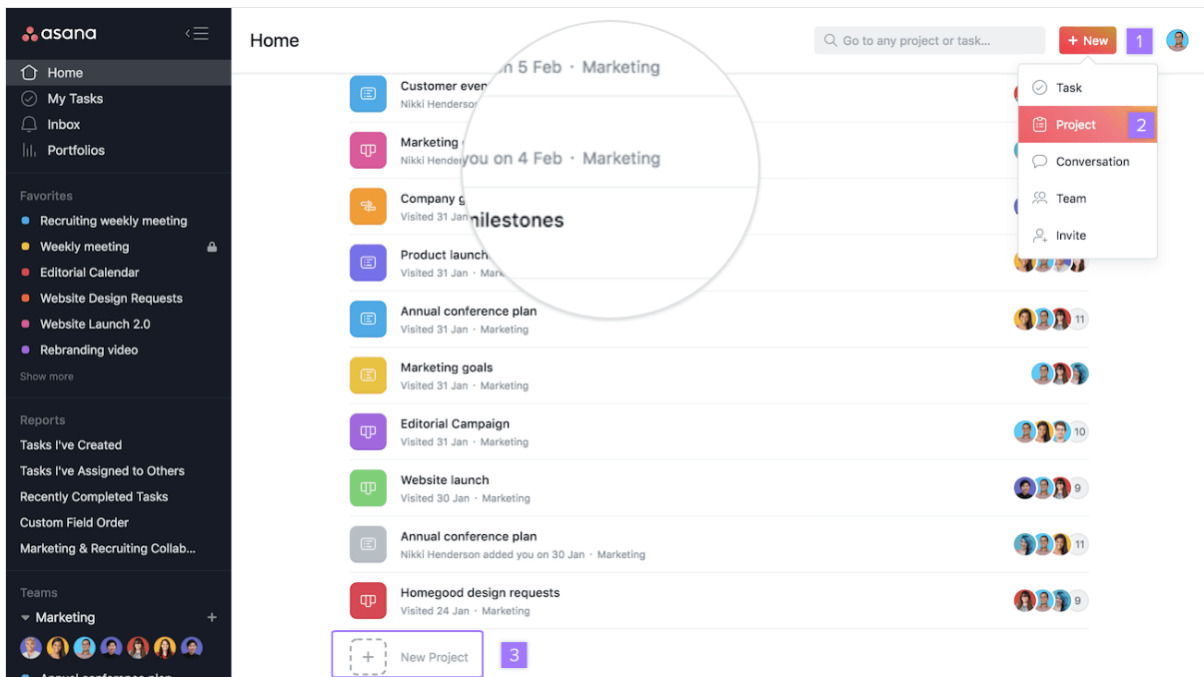 asana
Home
My Tasks
Inbox
Portfolios
Favorites
Recruiting weekly meeting
Weekly meeting
Editorial Calendar
Website Design Requests
Website Launch 2.0
Rebranding video
Show more
Reports
Tasks I've Created
Tasks I've Assigned to Others
Recently Completed Tasks
Custom Field Order
Marketing & Recruiting Collab...
Teams
Marketing
Annual conference plan
Home
Go to any project or task...
+ New
1
Task
Project
2
Conversation
Team
Invite
n 5 Feb · Marketing
you on 4 Feb · Marketing
milestones
Customer even
Nikki Henderson
Marketing
Nikki Hender
Company g
Visited 31 Jan
Product launch
Visited 31 Jan · Mark
Annual conference plan
Visited 31 Jan · Marketing
11
Marketing goals
Visited 31 Jan · Marketing
Editorial Campaign
Visited 31 Jan · Marketing
10
Website launch
Visited 30 Jan · Marketing
9
Annual conference plan
Nikki Henderson added you on 30 Jan · Marketing
11
Homegood design requests
Visited 24 Jan · Marketing
9
+ New Project
3